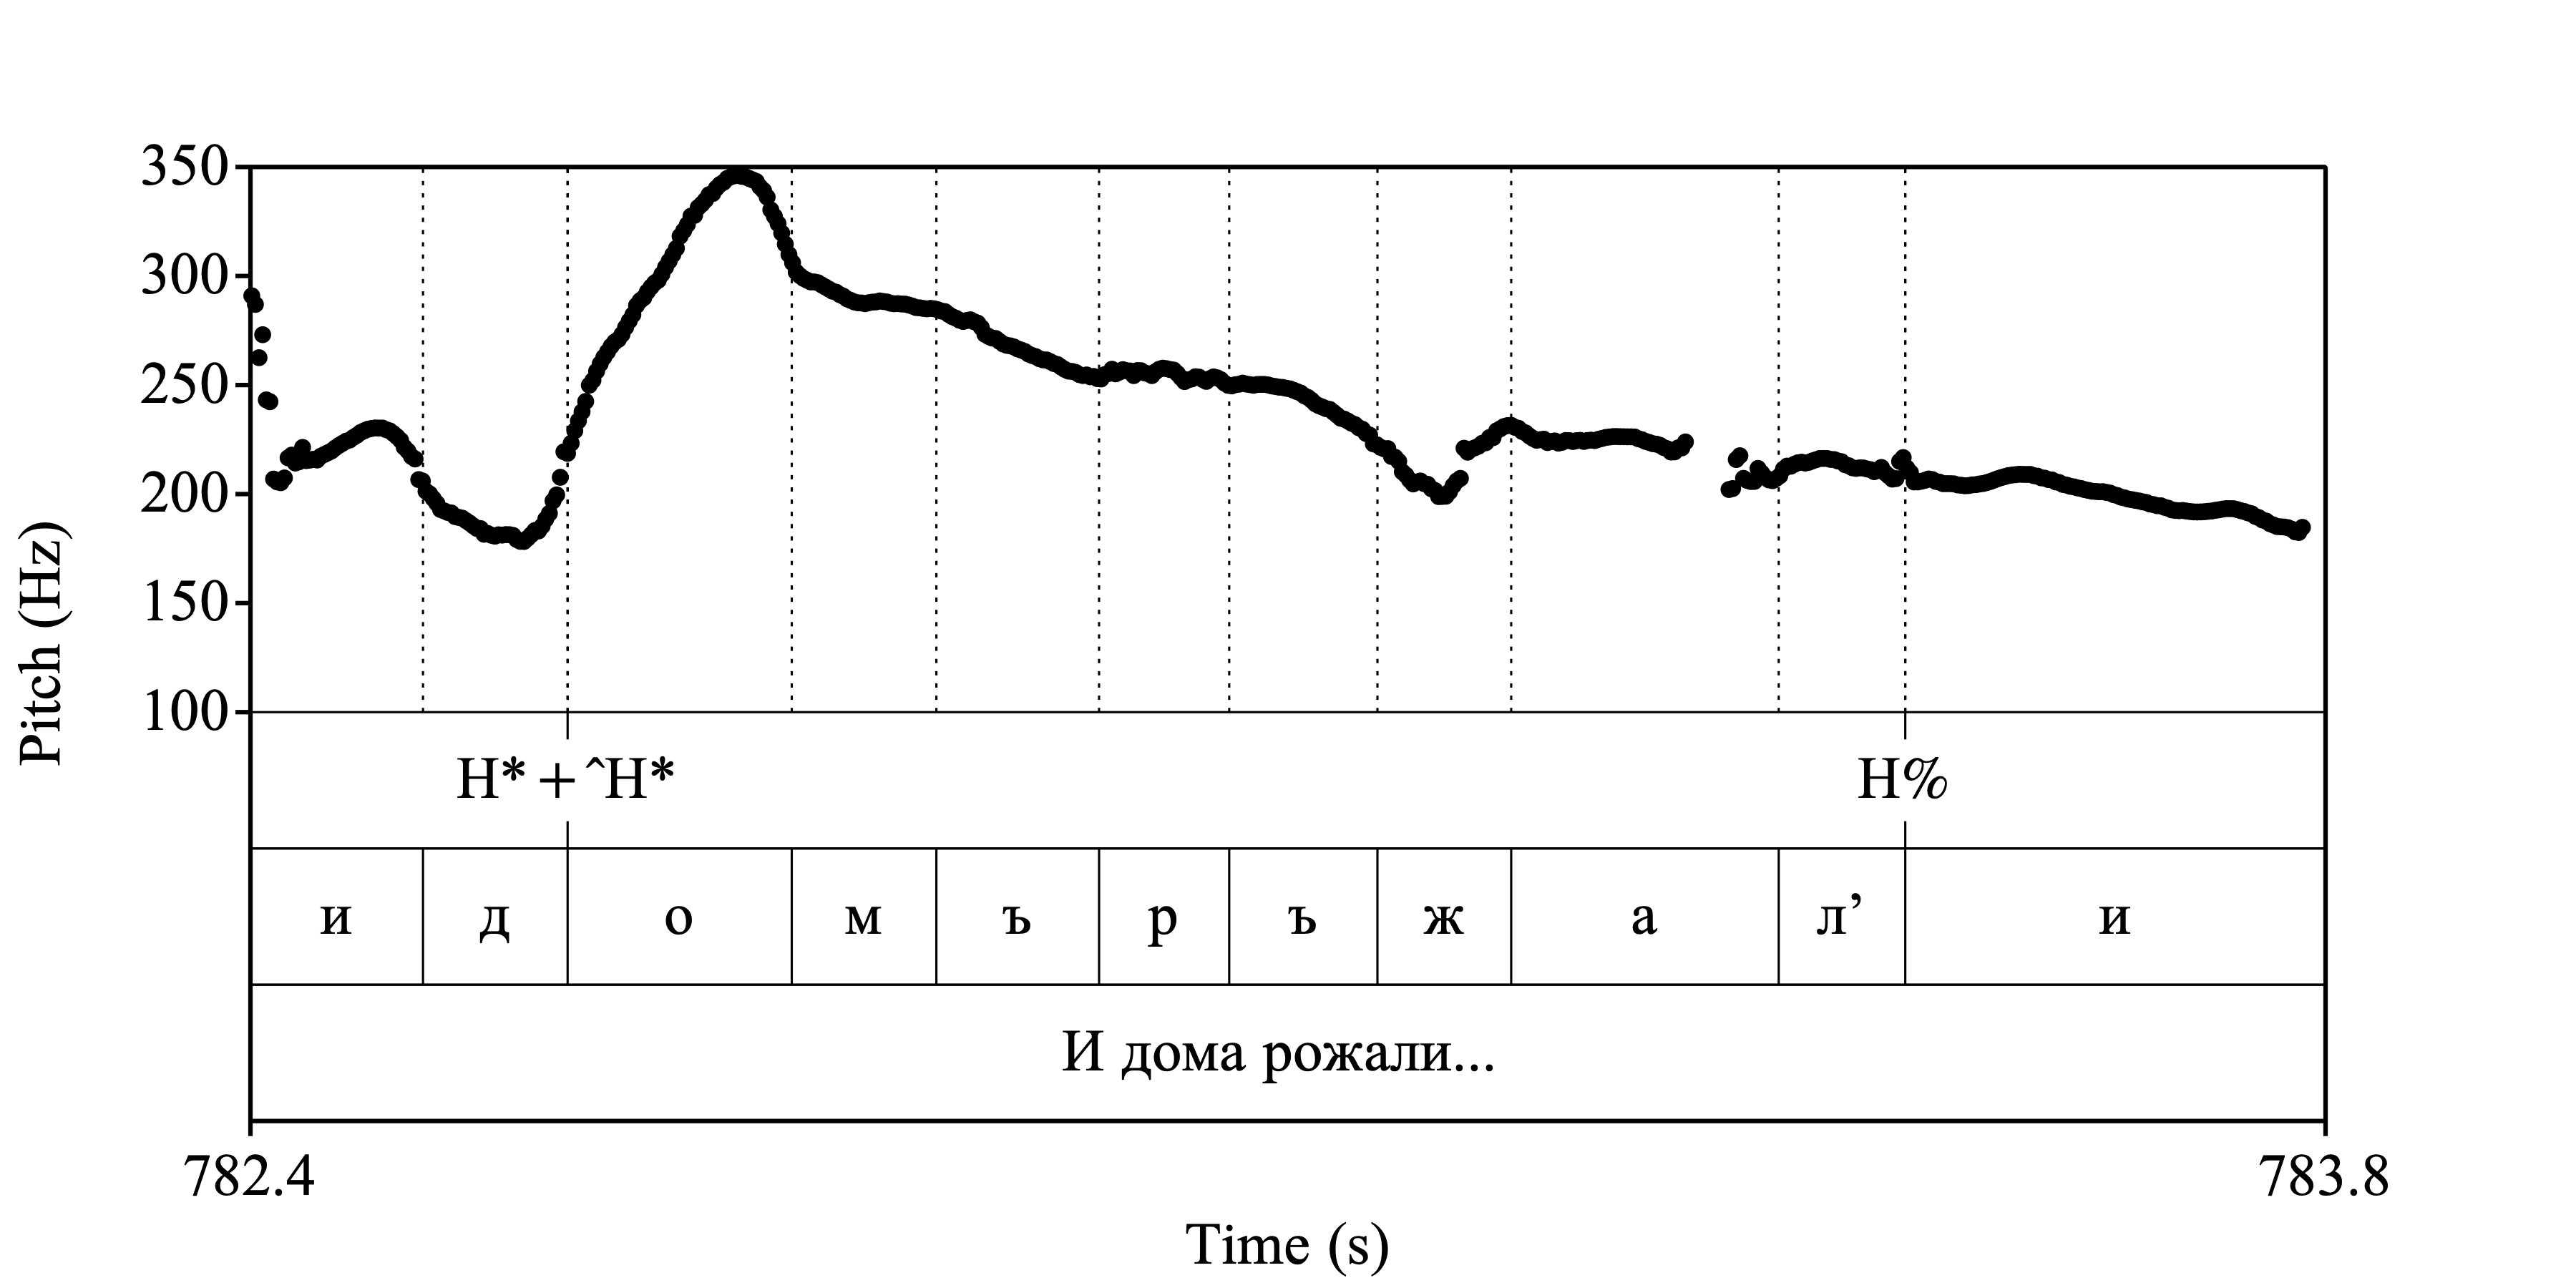 350
300
250
200
150
100
Pitch (Hz)
H* + ˆH* H%
и д о м ъ р ъ ж а л’ и
И дома рожали...
782.4 783.8
Time (s)